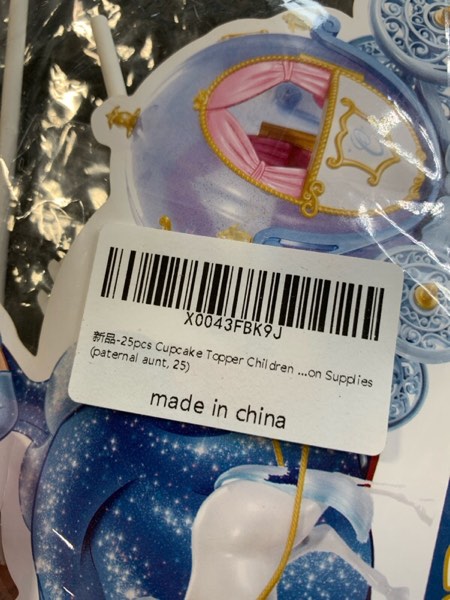 X0043FBK9J
新品-25pcs Cupcake Topper Children ...on Supplies
(paternal aunt, 25)
made in china